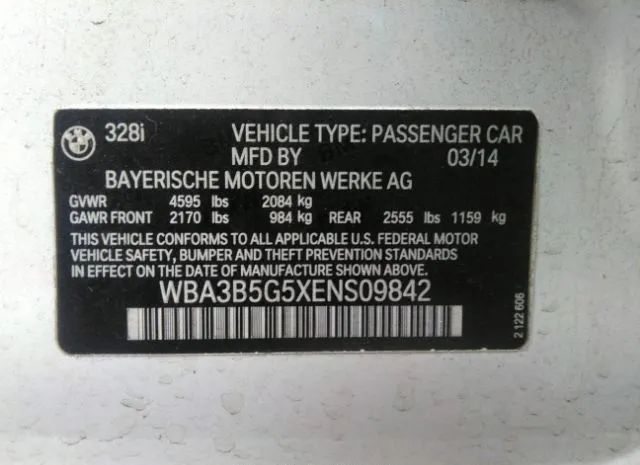 328i VEHICLE TYPE: PASSENGER CAR
MFD BY 03/14
BAYERISCHE MOTOREN WERKE AG
GVWR 4595 lbs 2084 kg
GAWR FRONT 2170 lbs 984 kg REAR 2555 lbs 1159 kg
THIS VEHICLE CONFORMS TO ALL APPLICABLE U.S. FEDERAL MOTOR
VEHICLE SAFETY, BUMPER AND THEFT PREVENTION STANDARDS
IN EFFECT ON THE DATE OF MANUFACTURE SHOWN ABOVE.
WBA3B5G5XENS09842
2 122 606